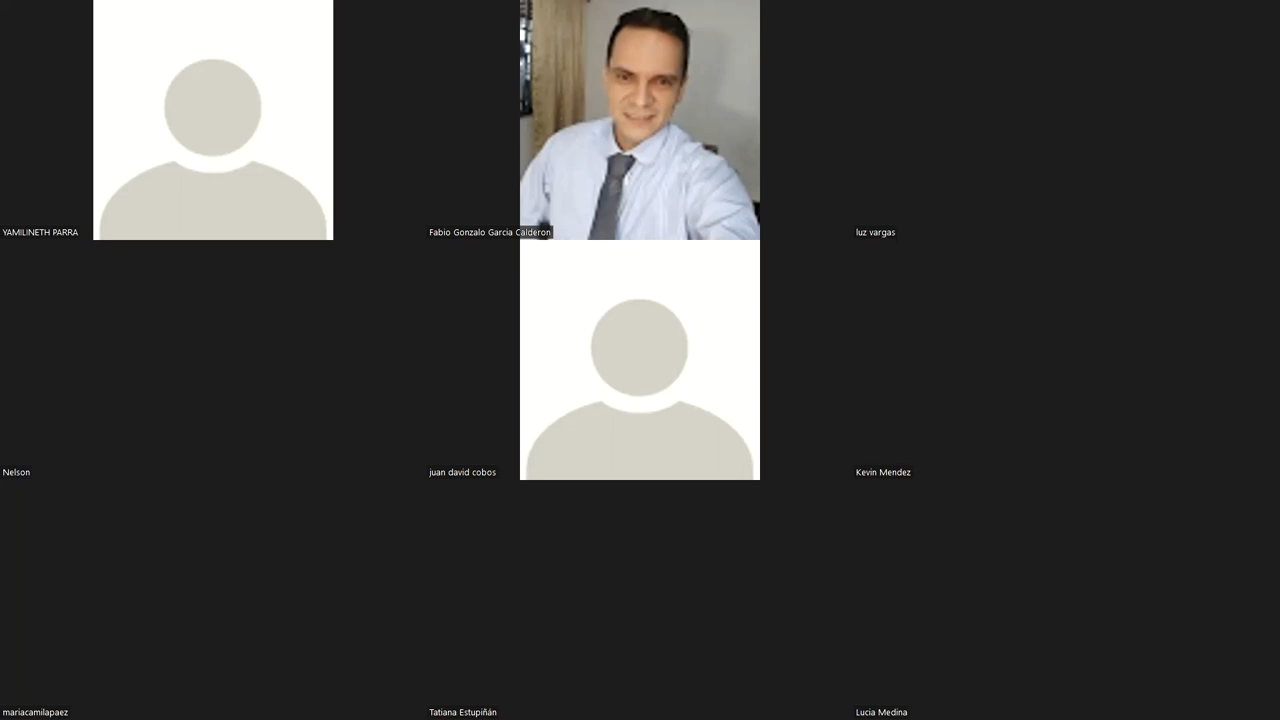 YAMILINETH PARRA
Fabio Gonzalo Garcia Calderon
luz vargas
Nelson
juan david cobos
Kevin Mendez
mariacamilapaez
Tatiana Estupiñán
Lucia Medina